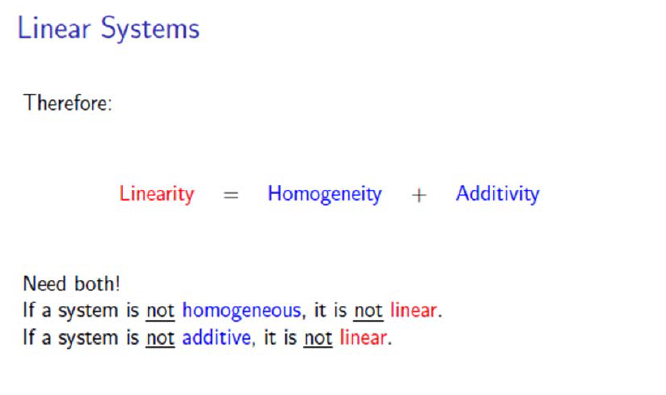 Linear Systems
Therefore:
Linearity = Homogeneity + Additivity
Need both!
If a system is not homogeneous, it is not linear.
If a system is not additive, it is not linear.